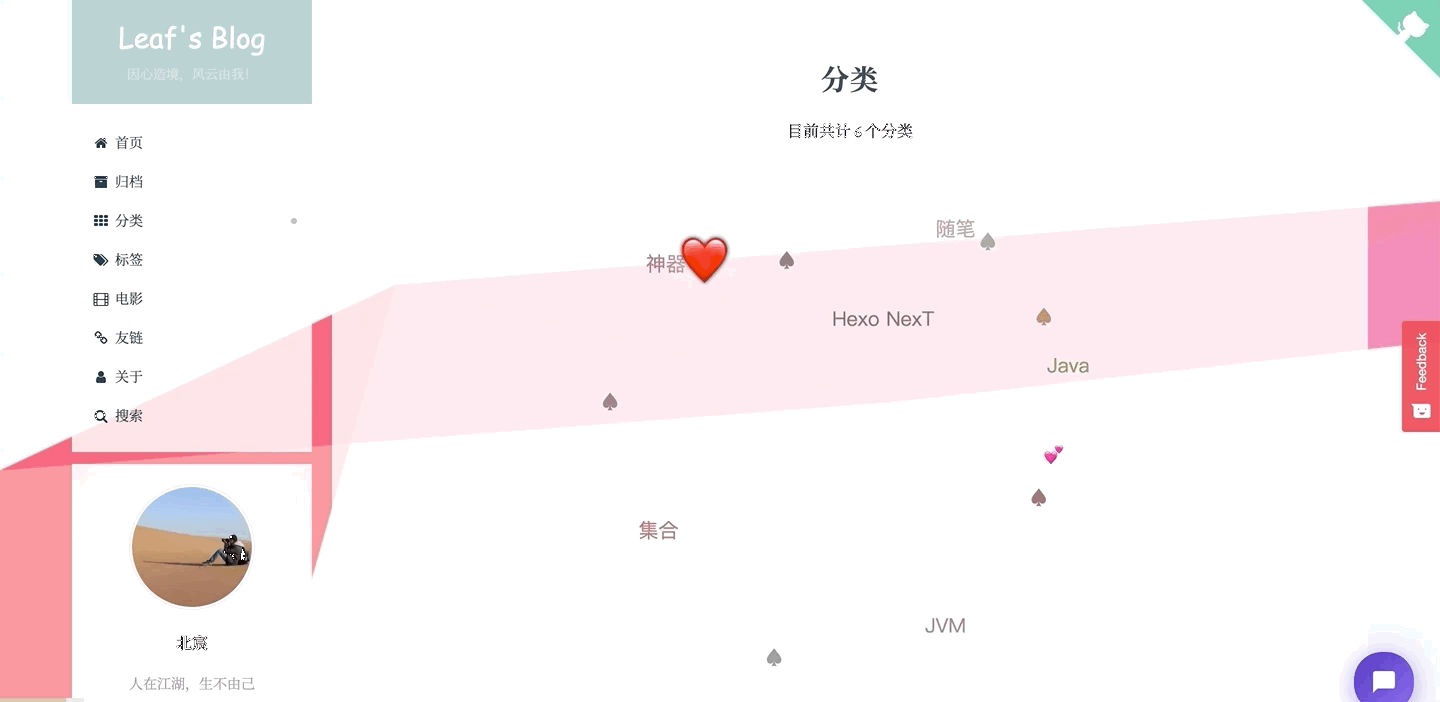 Leaf's Blog
因心造境，风云由我！
首页
归档
分类
标签
电影
友链
关于
搜索
北宸
人在江湖，生不由己
分类
目前共计 6 个分类
随笔
神器
Hexo NexT
Java
集合
JVM
Feedback